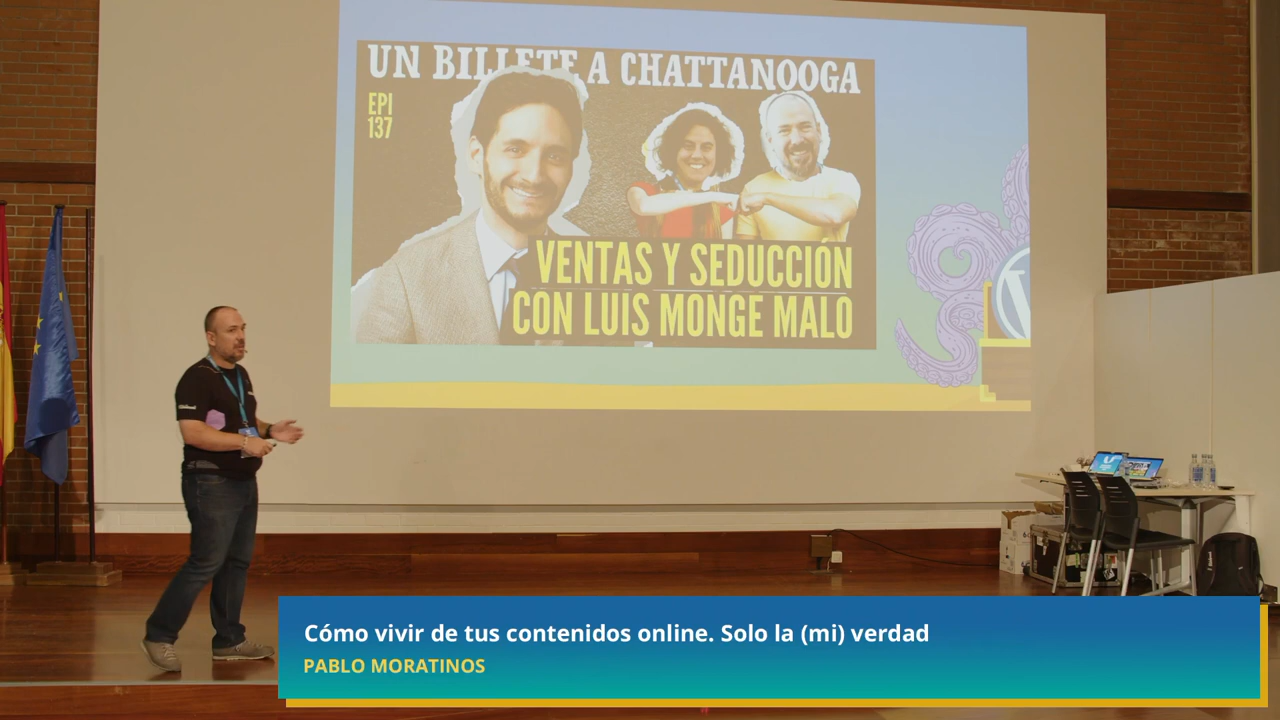 UN BILLETE A CHATTANOOGA
EPI
137
VENTAS Y SEDUCCIÓN
CON LUIS MONGE MALO
Cómo vivir de tus contenidos online. Solo la (mi) verdad
PABLO MORATINOS